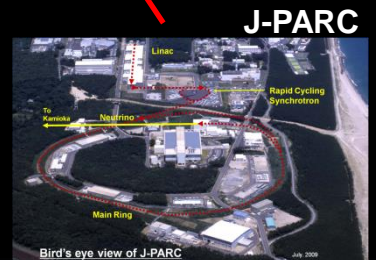 J-PARC
Linac
Rapid Cycling
Synchrotron
To
Kamioka
Neutrino
Main Ring
Bird's eye view of J-PARC
July, 2009